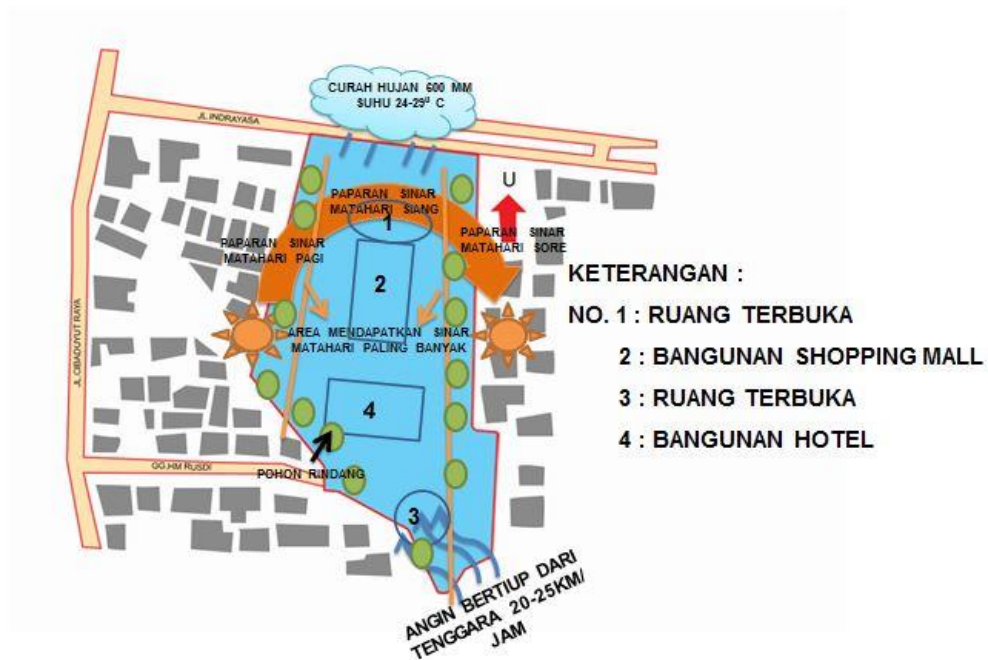 CURAH HUJAN 600 MM
SUHU 24-29⁰ C
JL.INDRAYASA
U
PAPARAN SINAR
MATAHARI SIANG
1
PAPARAN SINAR
MATAHARI PAGI
PAPARAN SINAR
MATAHARI SORE
2
AREA MENDAPATKAN SINAR
MATAHARI PALING BANYAK
JL.CIBADUYUT RAYA
4
GG.HM RUSDI
POHON RINDANG
3
ANGIN BERTIUP DARI
TENGGARA 20-25KM/
JAM
KETERANGAN :
NO. 1 : RUANG TERBUKA
2 : BANGUNAN SHOPPING MALL
3 : RUANG TERBUKA
4 : BANGUNAN HOTEL